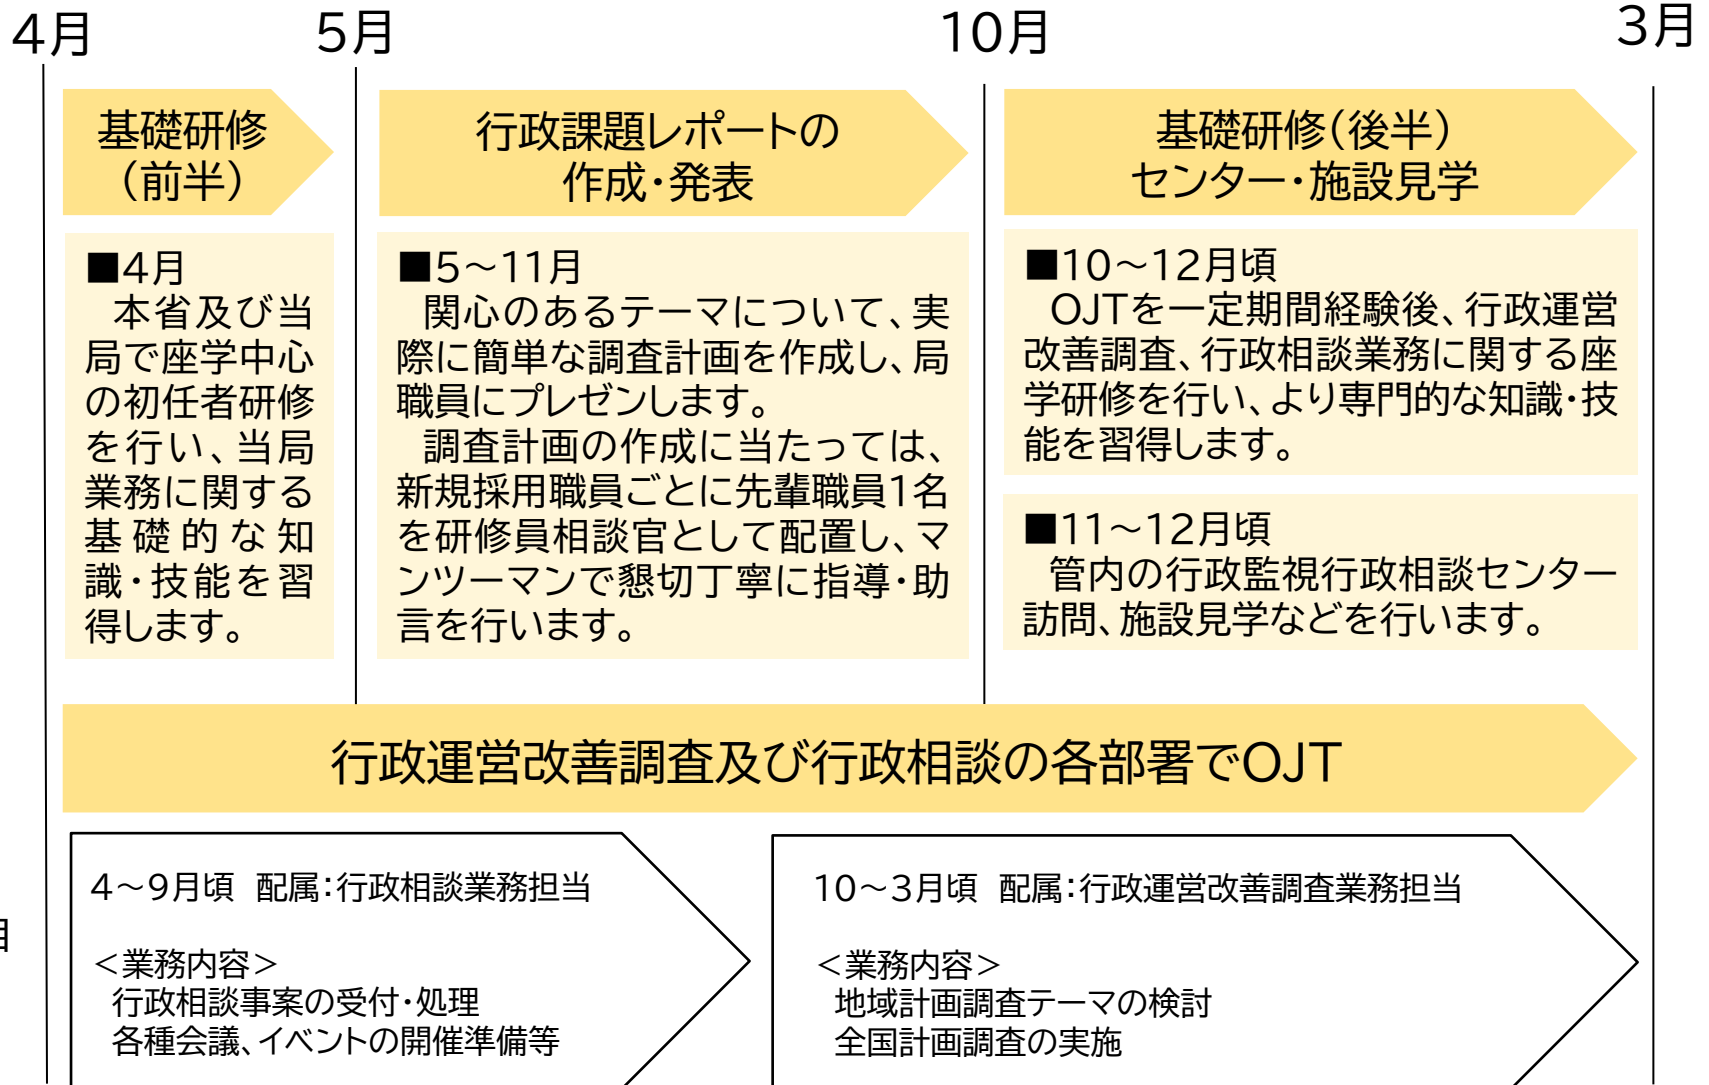 4月
5月
10月
3月
基礎研修
（前半）
行政課題レポートの
作成・発表
基礎研修（後半）
センター・施設見学
■4月
本省及び当
局で座学中心
の初任者研修
を行い、当局
業務に関する
基礎的な知
識・技能を習
得します。
■5～11月
関心のあるテーマについて、実
際に簡単な調査計画を作成し、局
職員にプレゼンします。
調査計画の作成に当たっては、
新規採用職員ごとに先輩職員1名
を研修員相談官として配置し、マ
ンツーマンで懇切丁寧に指導・助
言を行います。
■10～12月頃
OJTを一定期間経験後、行政運営
改善調査、行政相談業務に関する座
学研修を行い、より専門的な知識・技
能を習得します。
■11～12月頃
管内の行政監視行政相談センター
訪問、施設見学などを行います。
行政運営改善調査及び行政相談の各部署でOJT
4～9月頃 配属：行政相談業務担当
＜業務内容＞
行政相談事案の受付・処理
各種会議、イベントの開催準備等
10～3月頃 配属：行政運営改善調査業務担当
＜業務内容＞
地域計画調査テーマの検討
全国計画調査の実施